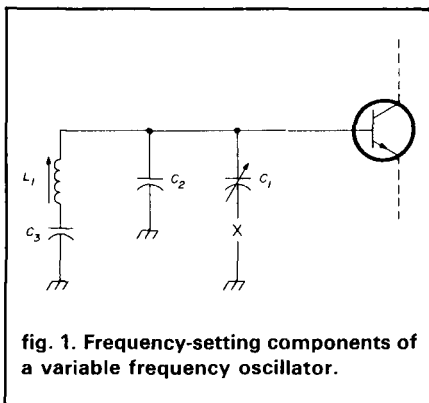 L1
C2
C1
C3
X
fig. 1. Frequency-setting components of
a variable frequency oscillator.